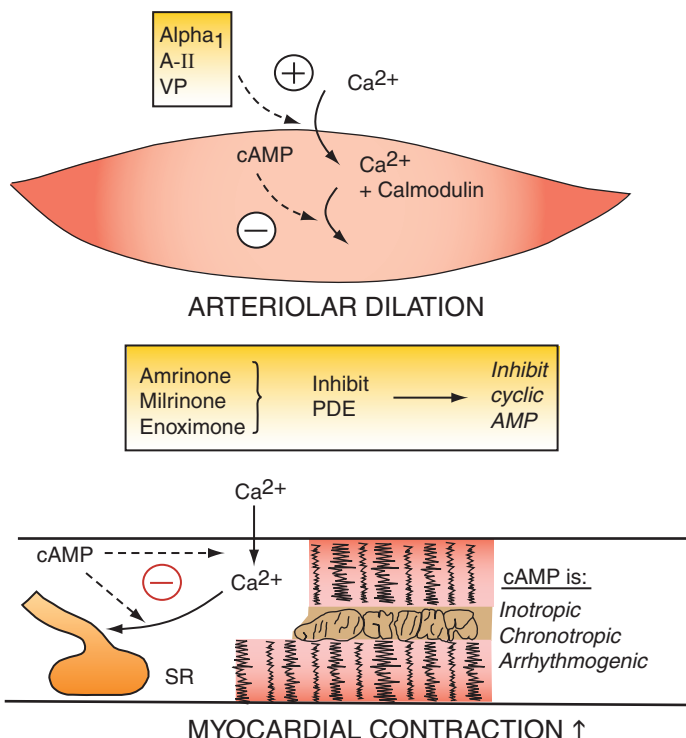 Alpha1
A-II
VP
+
Ca2+
cAMP
Ca2+
+ Calmodulin
−
ARTERIOLAR DILATION
Amrinone
Milrinone
Enoximone
Inhibit
PDE
Inhibit
cyclic
AMP
Ca2+
cAMP
−
Ca2+
SR
cAMP is:
Inotropic
Chronotropic
Arrhythmogenic
MYOCARDIAL CONTRACTION ↑